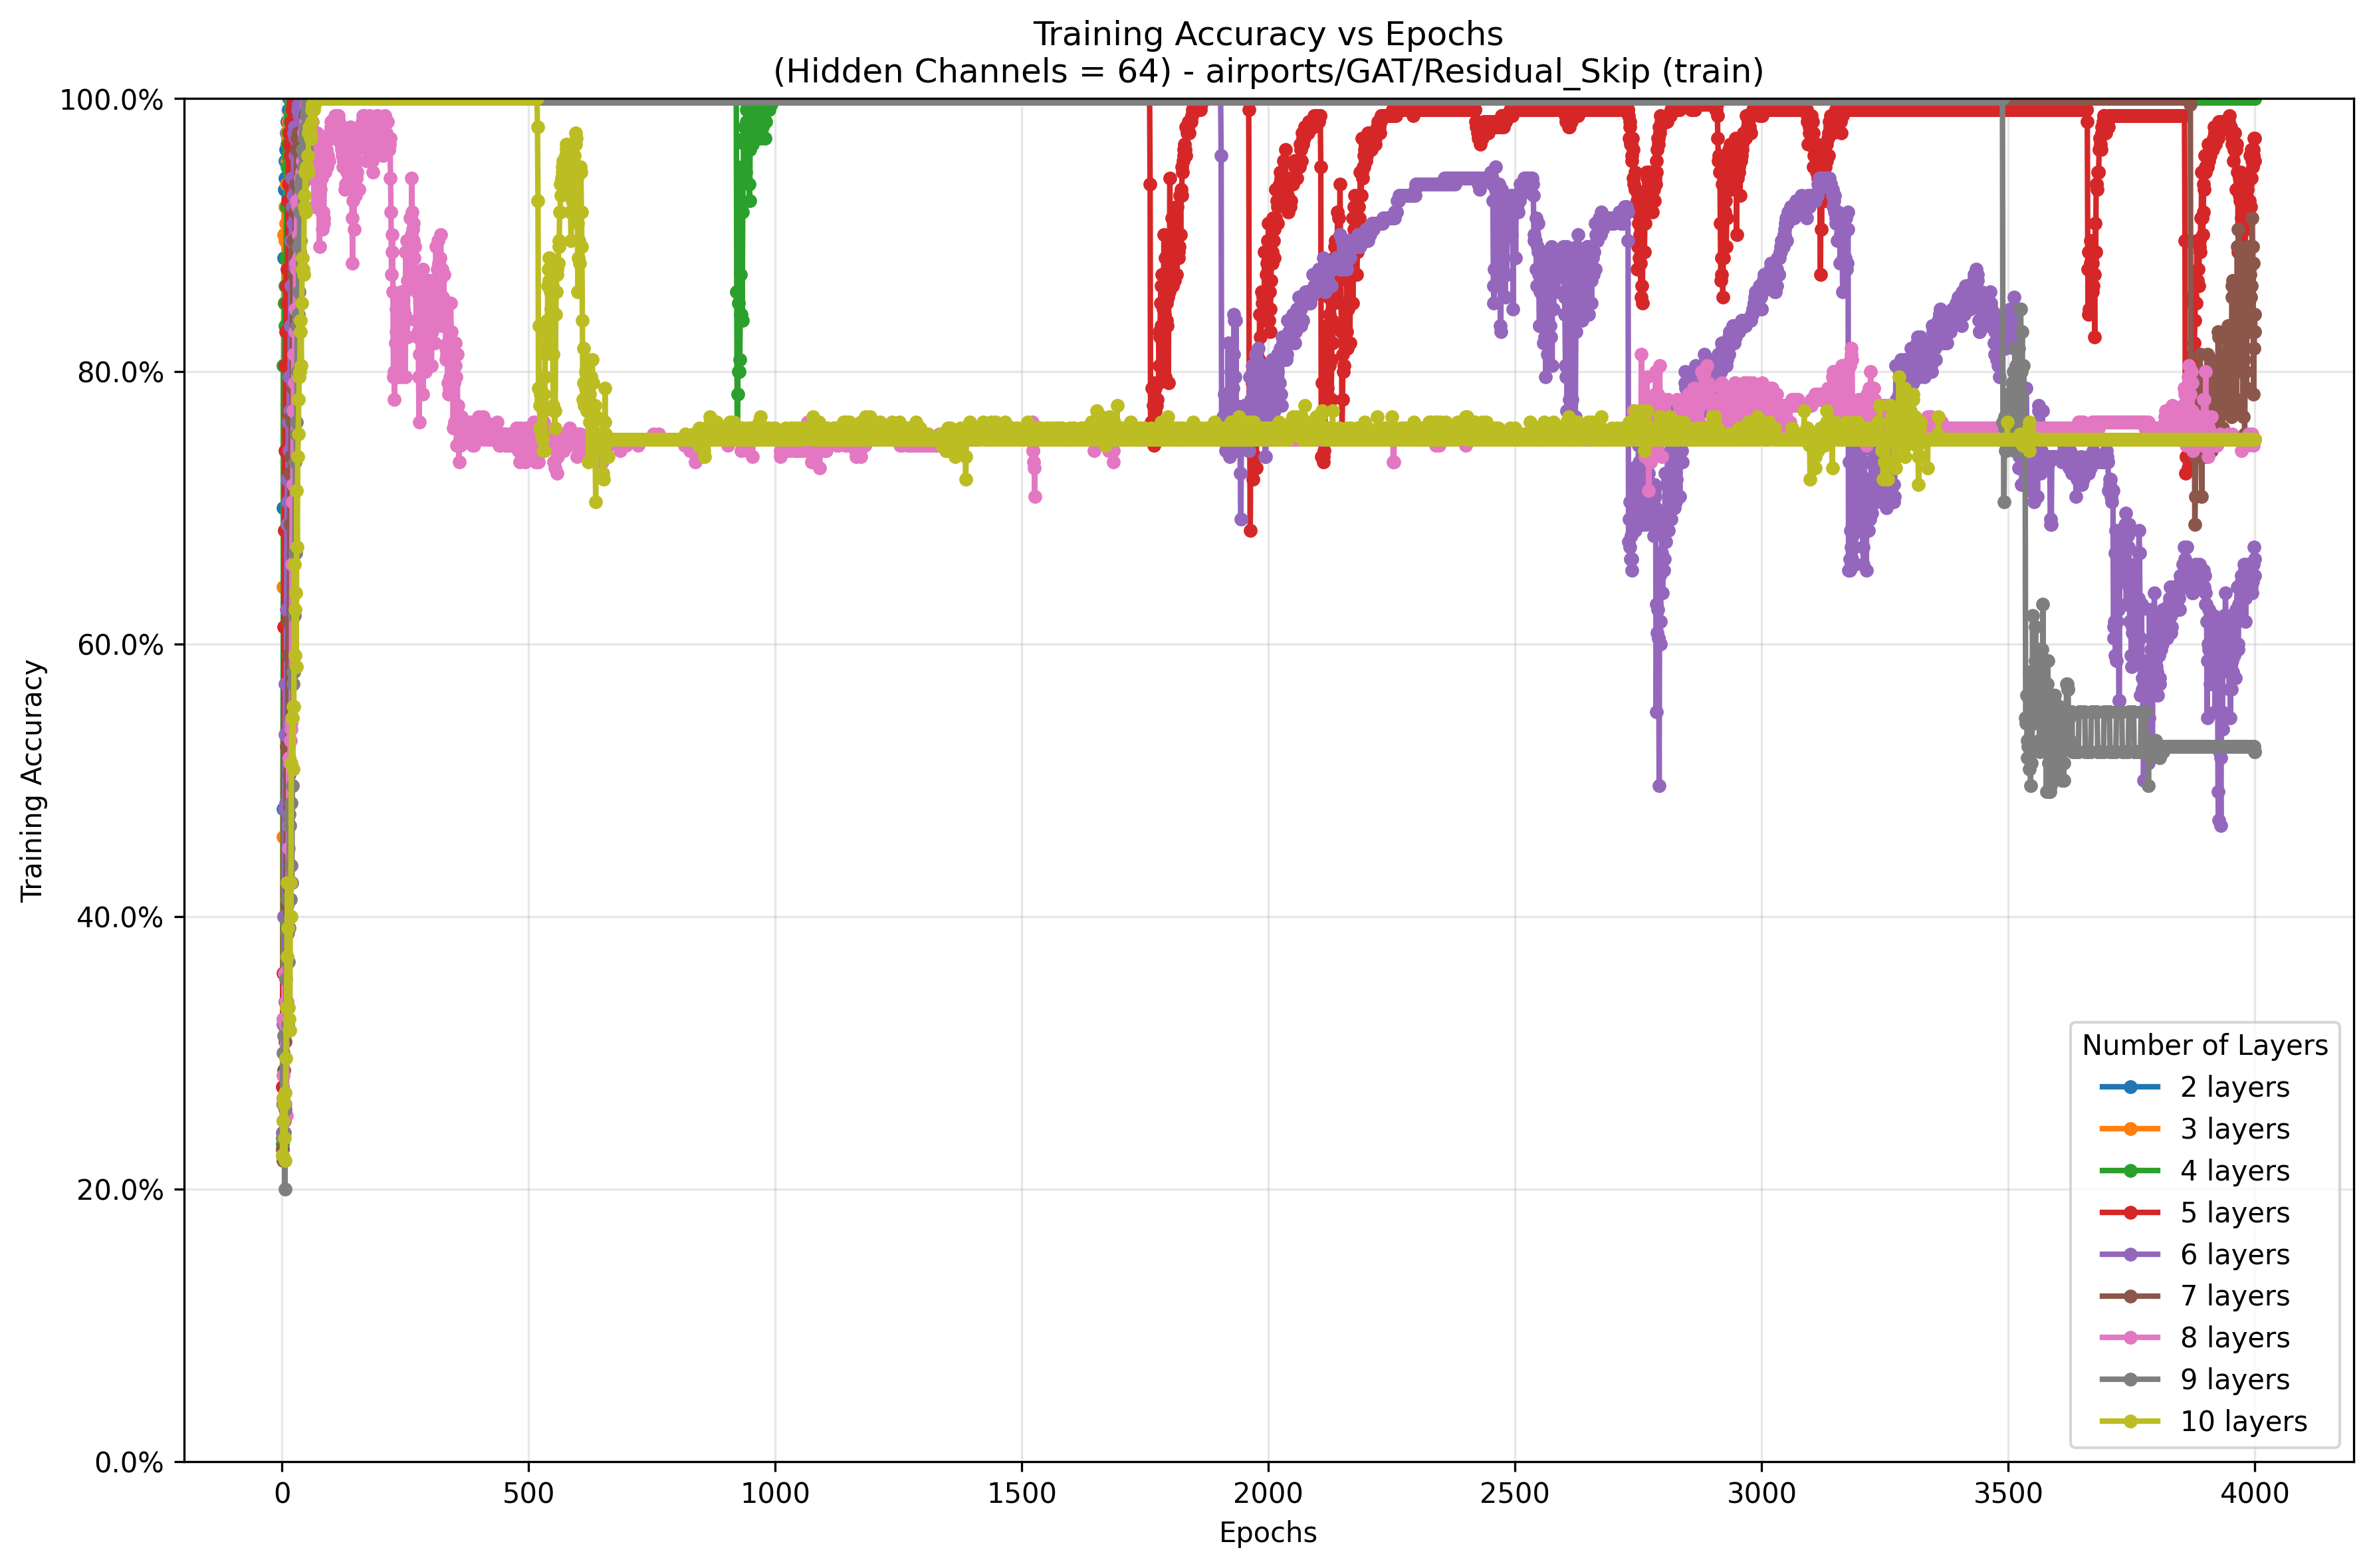 Training Accuracy vs Epochs
(Hidden Channels = 64) - airports/GAT/Residual_Skip (train)
100.0%
80.0%
60.0%
40.0%
20.0%
0.0%
Training Accuracy
0 500 1000 1500 2000 2500 3000 3500 4000
Epochs
Number of Layers
2 layers
3 layers
4 layers
5 layers
6 layers
7 layers
8 layers
9 layers
10 layers